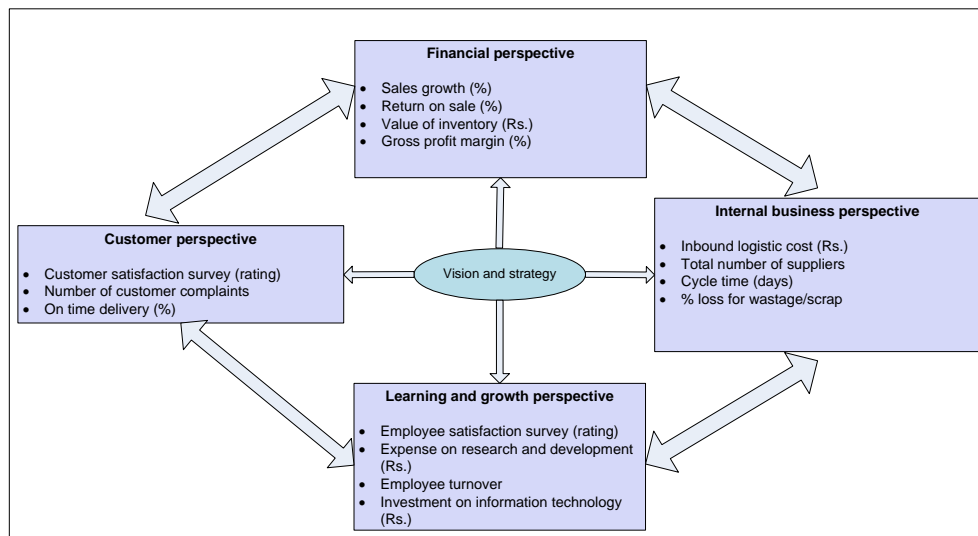 Financial perspective
• Sales growth (%)
• Return on sale (%)
• Value of inventory (Rs.)
• Gross profit margin (%)
Customer perspective
• Customer satisfaction survey (rating)
• Number of customer complaints
• On time delivery (%)
Vision and strategy
Internal business perspective
• Inbound logistic cost (Rs.)
• Total number of suppliers
• Cycle time (days)
• % loss for wastage/scrap
Learning and growth perspective
• Employee satisfaction survey (rating)
• Expense on research and development
(Rs.)
• Employee turnover
• Investment on information technology
(Rs.)